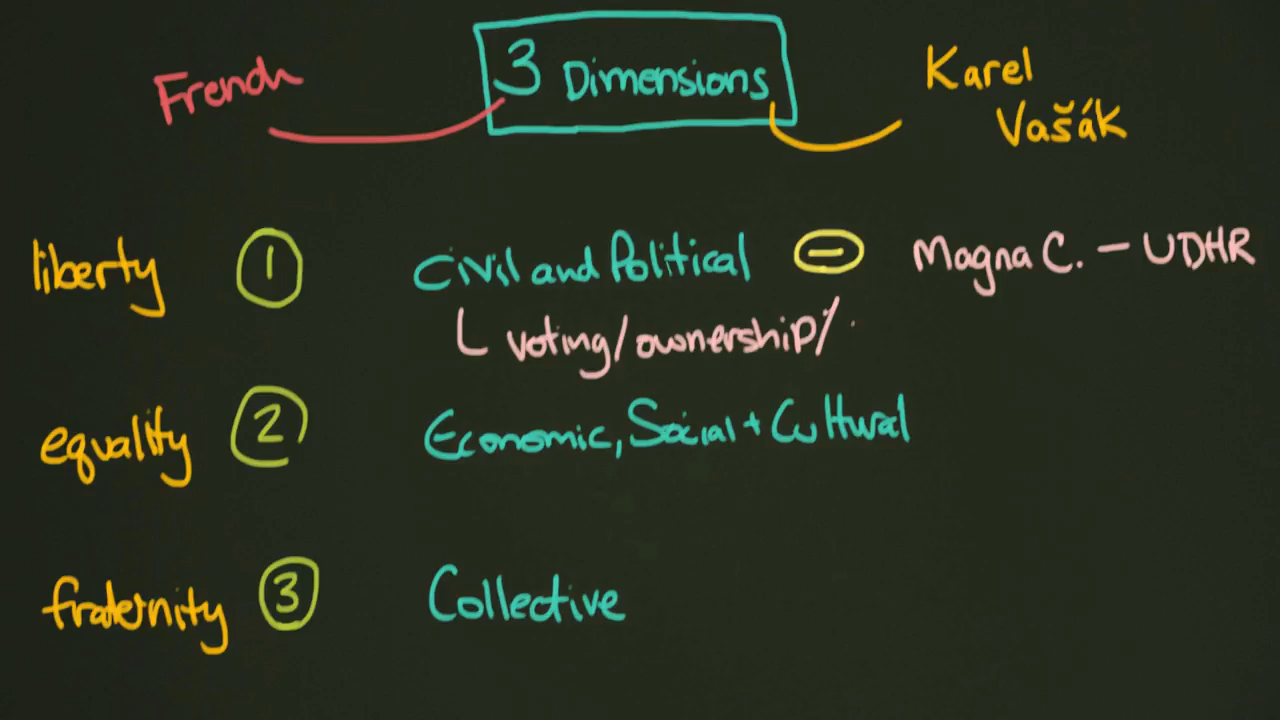 French
3 Dimensions
Karel
Vašák
liberty 1 Civil and Political − Magna C. – UDHR
voting/ownership/
equality 2 Economic, Social + Cultural
fraternity 3 Collective